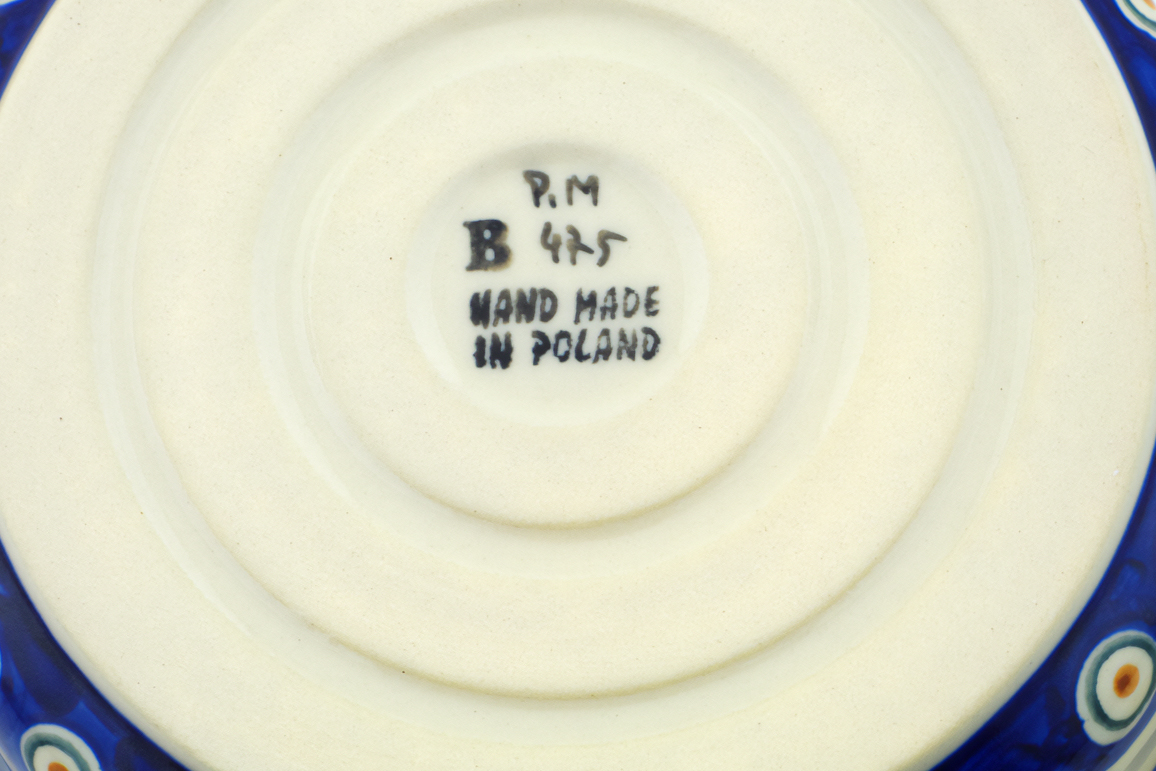 P.M
B 475
HAND MADE
IN POLAND